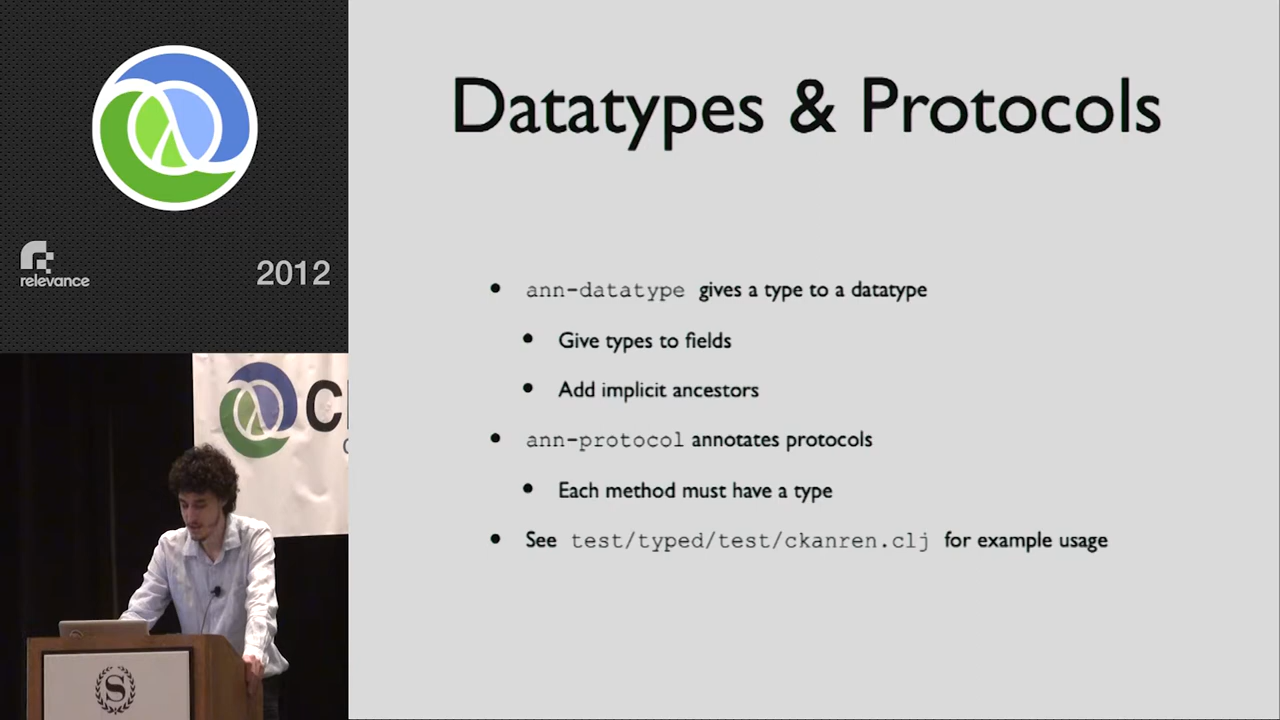 relevance
2012
Datatypes & Protocols
• ann-datatype gives a type to a datatype
• Give types to fields
• Add implicit ancestors
• ann-protocol annotates protocols
• Each method must have a type
• See test/typed/test/ckanren.clj for example usage
S